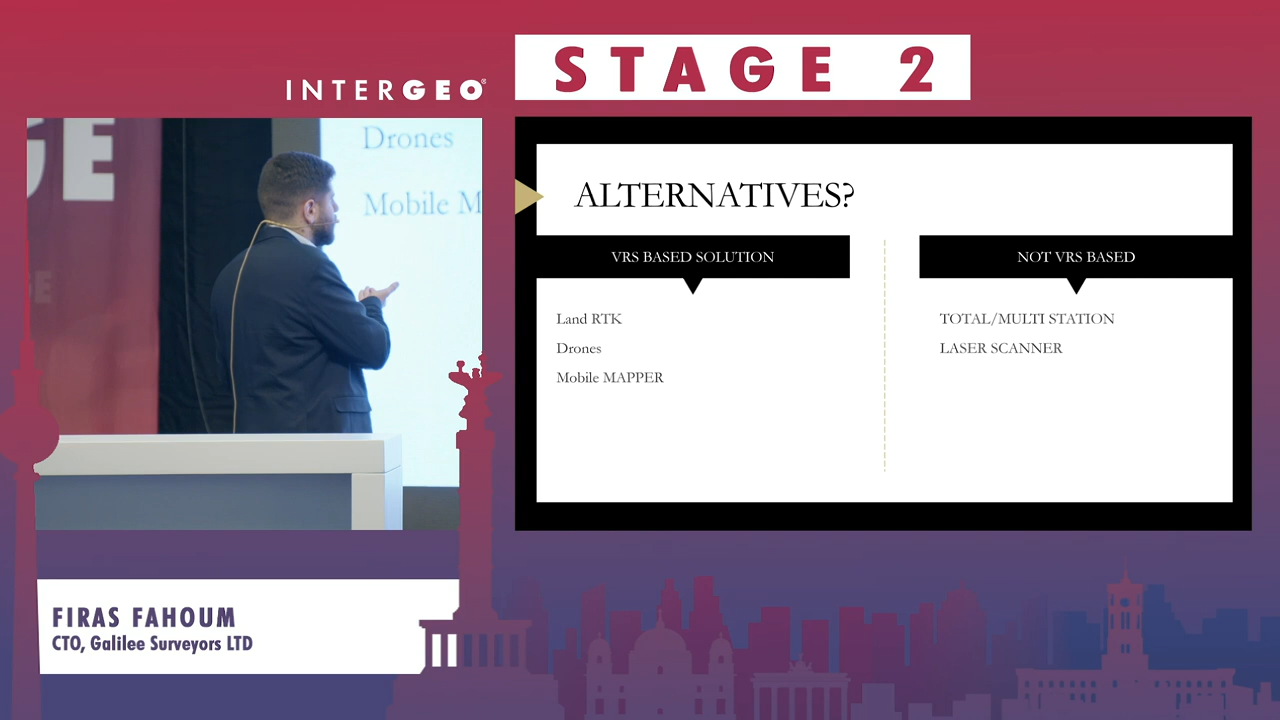 INTERGEO®
STAGE 2
GE
Drones
Mobile M
ALTERNATIVES?
VRS BASED SOLUTION
Land RTK
Drones
Mobile MAPPER
NOT VRS BASED
TOTAL/MULTI STATION
LASER SCANNER
FIRAS FAHOUM
CTO, Galilee Surveyors LTD